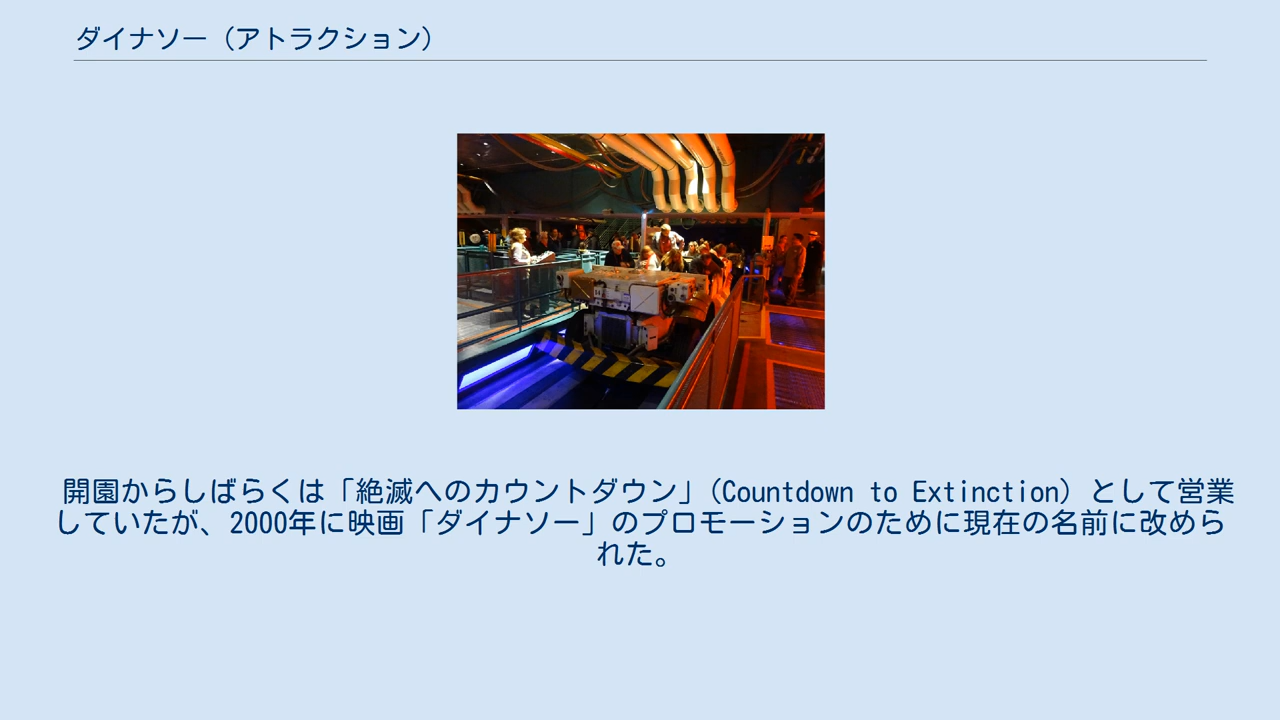 ダイナソー（アトラクション）
開園からしばらくは「絶滅へのカウントダウン」（Countdown to Extinction）として営業
していたが、2000年に映画「ダイナソー」のプロモーションのために現在の名前に改めら
れた。